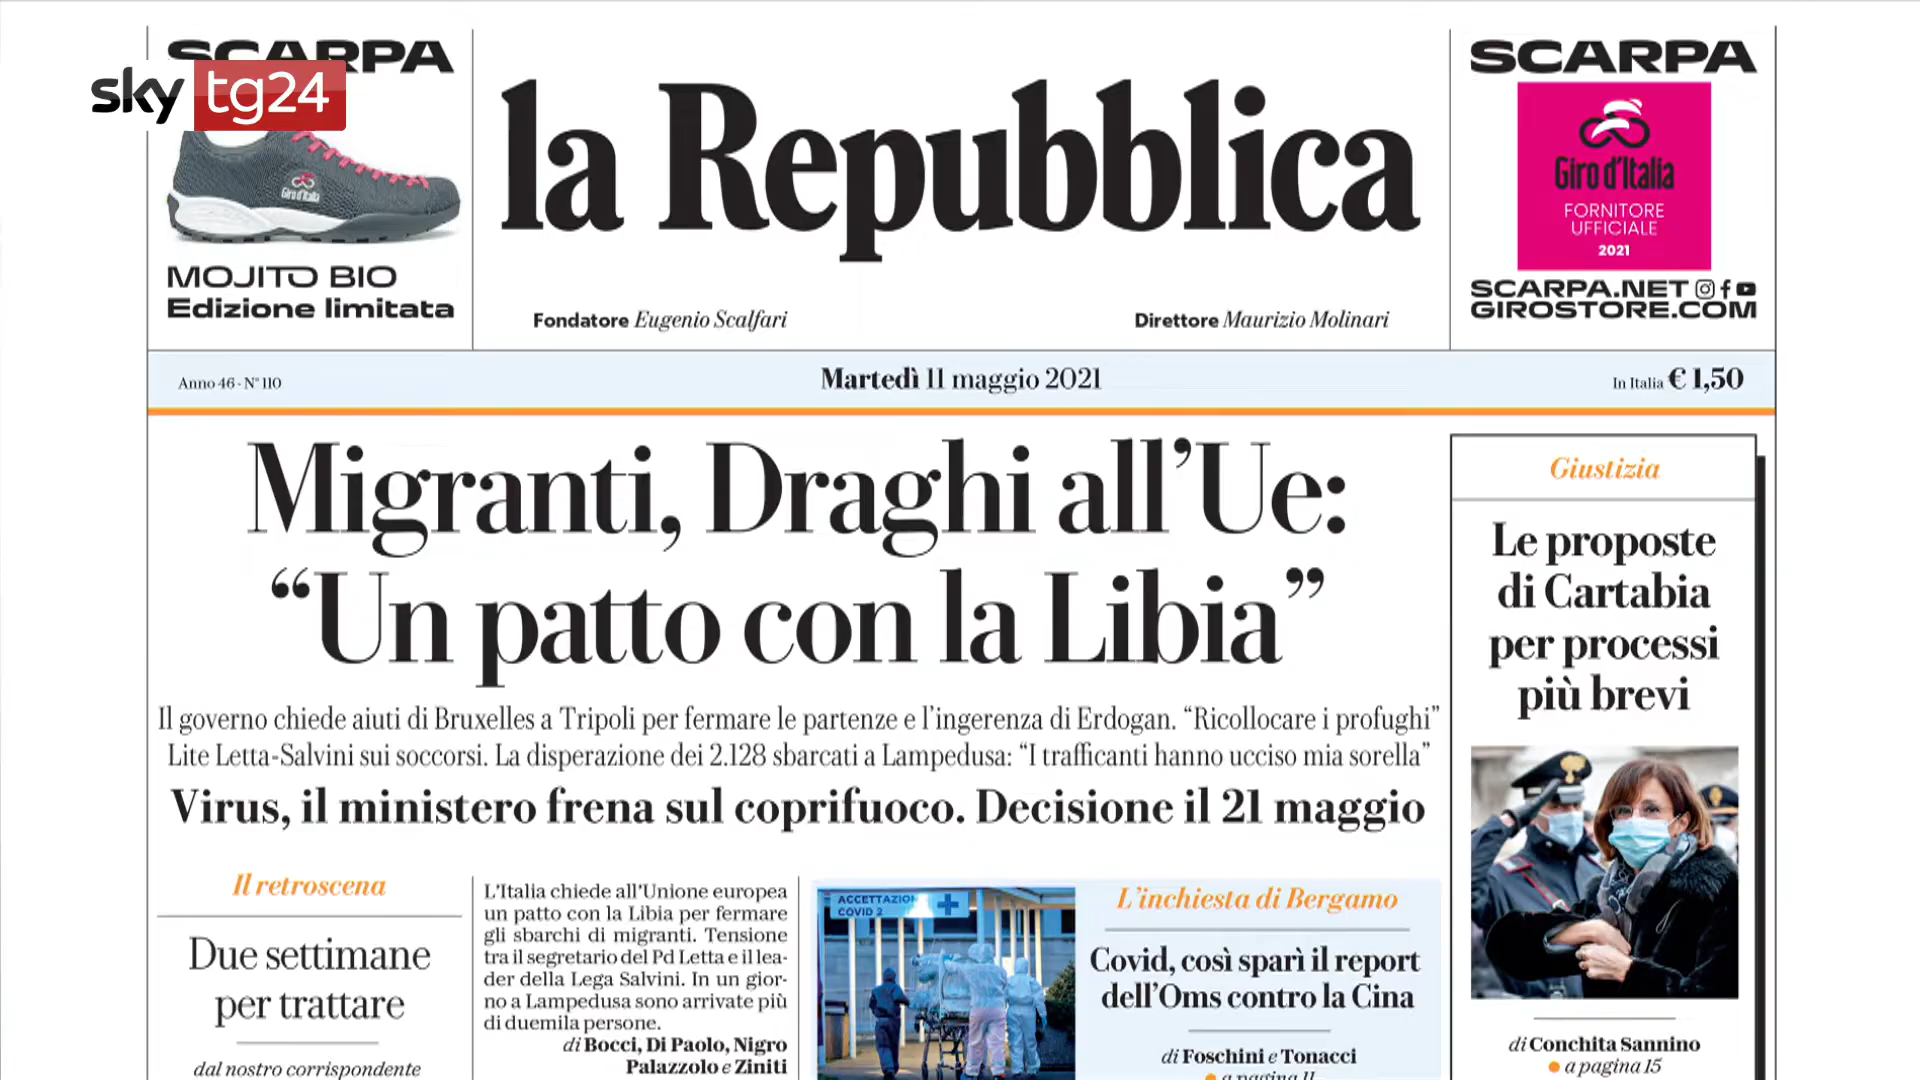 SCARPA
sky tg24
Giro d'Italia
MOJITO BIO
Edizione limitata
la Repubblica
Fondatore Eugenio Scalfari
Direttore Maurizio Molinari
SCARPA
Giro d'Italia
FORNITORE
UFFICIALE
2021
SCARPA.NET
GIROSTORE.COM
Anno 46 - N° 110
Martedì 11 maggio 2021
In Italia € 1,50
Migranti, Draghi all'Ue:
“Un patto con la Libia”
Il governo chiede aiuti di Bruxelles a Tripoli per fermare le partenze e l'ingerenza di Erdogan. “Ricollocare i profughi”
Lite Letta-Salvini sui soccorsi. La disperazione dei 2.128 sbarcati a Lampedusa: “I trafficanti hanno ucciso mia sorella”
Virus, il ministero frena sul coprifuoco. Decisione il 21 maggio
Il retroscena
Due settimane
per trattare
dal nostro corrispondente
L'Italia chiede all'Unione europea
un patto con la Libia per fermare
gli sbarchi di migranti. Tensione
tra il segretario del Pd Letta e il lea-
der della Lega Salvini. In un gior-
no a Lampedusa sono arrivate più
di duemila persone.
di Bocci, Di Paolo, Nigro
Palazzolo e Ziniti
ACCETTAZION
COVID 2
L'inchiesta di Bergamo
Covid, così sparì il report
dell'Oms contro la Cina
di Foschini e Tonacci
a pagina 11
Giustizia
Le proposte
di Cartabia
per processi
più brevi
di Conchita Sannino
a pagina 15